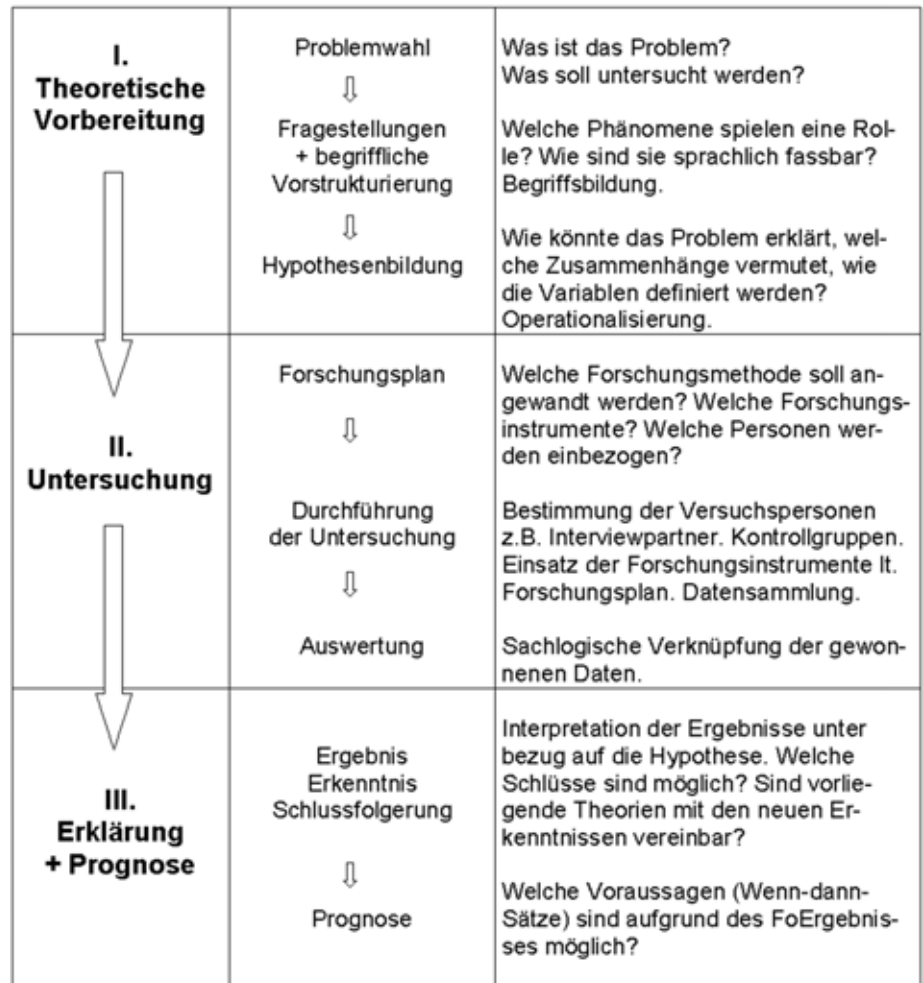 I.
Theoretische
Vorbereitung
Problemwahl
Was ist das Problem?
Was soll untersucht werden?
Fragestellungen
+ begriffliche
Vorstrukturierung
Welche Phänomene spielen eine Rol-
le? Wie sind sie sprachlich fassbar?
Begriffsbildung.
Hypothesenbildung
Wie könnte das Problem erklärt, wel-
che Zusammenhänge vermutet, wie
die Variablen definiert werden?
Operationalisierung.
II.
Untersuchung
Forschungsplan
Welche Forschungsmethode soll an-
gewandt werden? Welche Forschungs-
instrumente? Welche Personen wer-
den einbezogen?
Durchführung
der Untersuchung
Bestimmung der Versuchspersonen
z.B. Interviewpartner. Kontrollgruppen.
Einsatz der Forschungsinstrumente lt.
Forschungsplan. Datensammlung.
Auswertung
Sachlogische Verknüpfung der gewon-
nenen Daten.
III.
Erklärung
+ Prognose
Ergebnis
Erkenntnis
Schlussfolgerung
Interpretation der Ergebnisse unter
bezug auf die Hypothese. Welche
Schlüsse sind möglich? Sind vorlie-
gende Theorien mit den neuen Er-
kenntnissen vereinbar?
Prognose
Welche Voraussagen (Wenn-dann-
Sätze) sind aufgrund des FoErgebnis-
ses möglich?